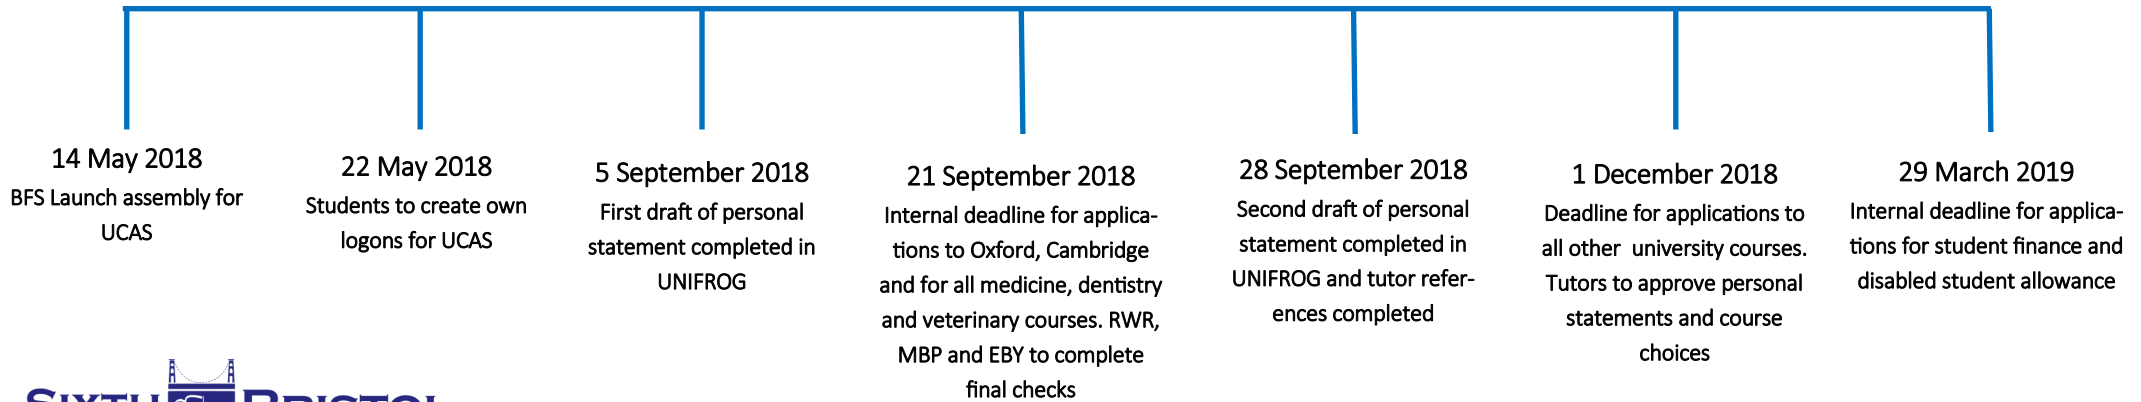 14 May 2018
BFS Launch assembly for
UCAS
22 May 2018
Students to create own
logons for UCAS
5 September 2018
First draft of personal
statement completed in
UNIFROG
21 September 2018
Internal deadline for applica-
tions to Oxford, Cambridge
and for all medicine, dentistry
and veterinary courses. RWR,
MBP and EBY to complete
final checks
28 September 2018
Second draft of personal
statement completed in
UNIFROG and tutor refer-
ences completed
1 December 2018
Deadline for applications to
all other  university courses.
Tutors to approve personal
statements and course
choices
29 March 2019
Internal deadline for applica-
tions for student finance and
disabled student allowance
SIXTH BRISTOL